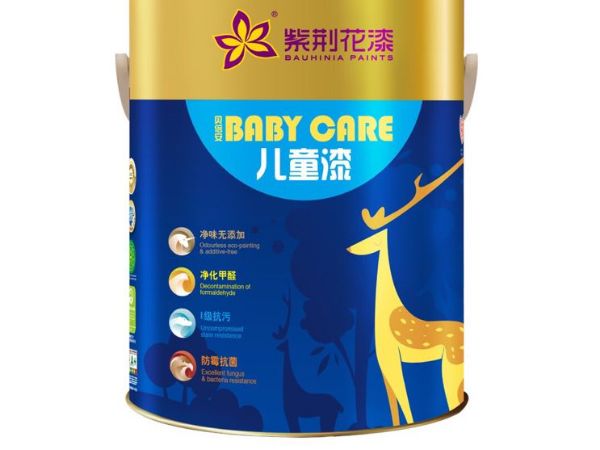 ®
紫荆花漆
BAUHINIA PAINTS
贝倍安
BABY CARE
儿童漆
净味无添加
Odourless eco-painting
& additive-free
净化甲醛
Decontamination of
formaldehyde
I级抗污
Uncompromised
stain resistance
防霉抗菌
Excellent fungus
& bacteria resistance